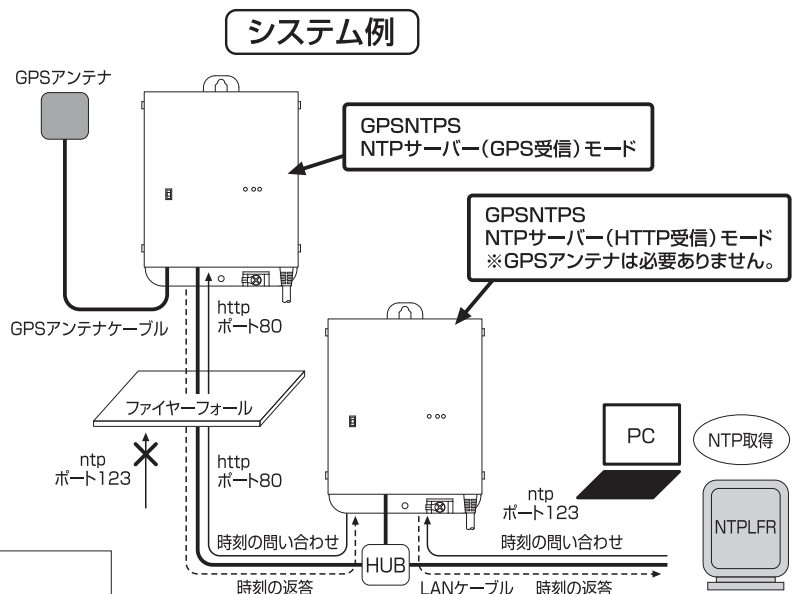 システム例
GPSアンテナ
GPSNTPS
NTPサーバー（GPS受信）モード
GPSNTPS
NTPサーバー（HTTP受信）モード
※GPSアンテナは必要ありません。
GPSアンテナケーブル
http
ポート80
ファイヤーフォール
ntp
ポート123
http
ポート80
PC
NTP取得
ntp
ポート123
NTPLFR
時刻の問い合わせ
時刻の問い合わせ
HUB
時刻の返答
LANケーブル
時刻の返答